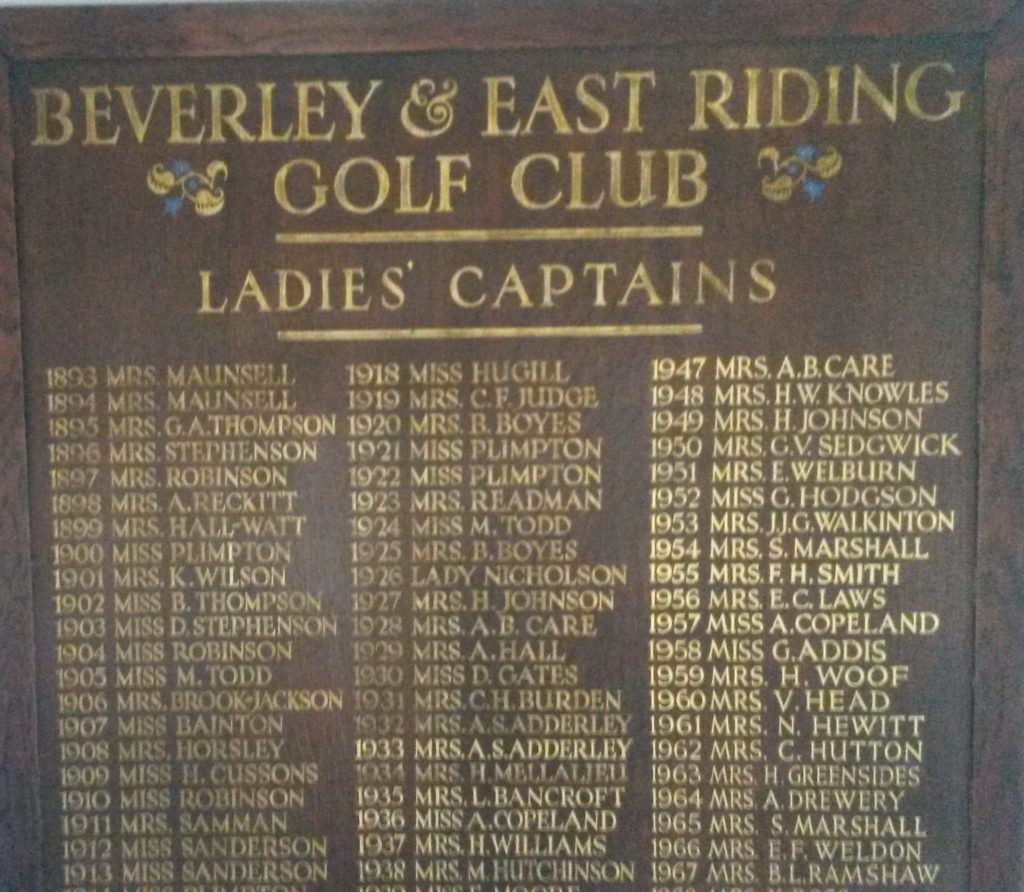 BEVERLEY & EAST RIDING
GOLF CLUB
LADIES' CAPTAINS
1893 MRS. MAUNSELL
1894 MRS. MAUNSELL
1895 MRS. G.A. THOMPSON
1896 MRS. STEPHENSON
1897 MRS. ROBINSON
1898 MRS. A. RECKITT
1899 MRS. HALL-WATT
1900 MISS PLIMPTON
1901 MRS. K. WILSON
1902 MISS B. THOMPSON
1903 MISS D. STEPHENSON
1904 MISS ROBINSON
1905 MISS M. TODD
1906 MRS. BROOK-JACKSON
1907 MISS BAINTON
1908 MRS. HORSLEY
1909 MISS H. CUSSONS
1910 MISS ROBINSON
1911 MRS. SAMMAN
1912 MISS SANDERSON
1913 MISS SANDERSON
1914 MISS PLIMPTON
1918 MISS HUGILL
1919 MRS. C.F. JUDGE
1920 MRS. B. BOYES
1921 MISS PLIMPTON
1922 MISS PLIMPTON
1923 MRS. READMAN
1924 MISS M. TODD
1925 MRS. B. BOYES
1926 LADY NICHOLSON
1927 MRS. H. JOHNSON
1928 MRS. A.B. CARE
1929 MRS. A. HALL
1930 MISS D. GATES
1931 MRS. C.H. BURDEN
1932 MRS. A.S. ADDERLEY
1933 MRS. A.S. ADDERLEY
1934 MRS. H. MELLALIEU
1935 MRS. L. BANCROFT
1936 MISS A. COPELAND
1937 MRS. H. WILLIAMS
1938 MRS. M. HUTCHINSON
1939 MISS E. MOORE
1947 MRS. A.B. CARE
1948 MRS. H.W. KNOWLES
1949 MRS. H. JOHNSON
1950 MRS. G.V. SEDGWICK
1951 MRS E. WELBURN
1952 MISS G. HODGSON
1953 MRS. J.J.G. WALKINTON
1954 MRS. S. MARSHALL
1955 MRS. F.H. SMITH
1956 MRS. E.C. LAWS
1957 MISS A. COPELAND
1958 MISS G. ADDIS
1959 MRS. H. WOOF
1960 MRS. V. HEAD
1961 MRS. N. HEWITT
1962 MRS. C. HUTTON
1963 MRS. H. GREENSIDES
1964 MRS. A. DREWERY
1965 MRS. S. MARSHALL
1966 MRS. E.F. WELDON
1967 MRS. B.L. RAMSHAW